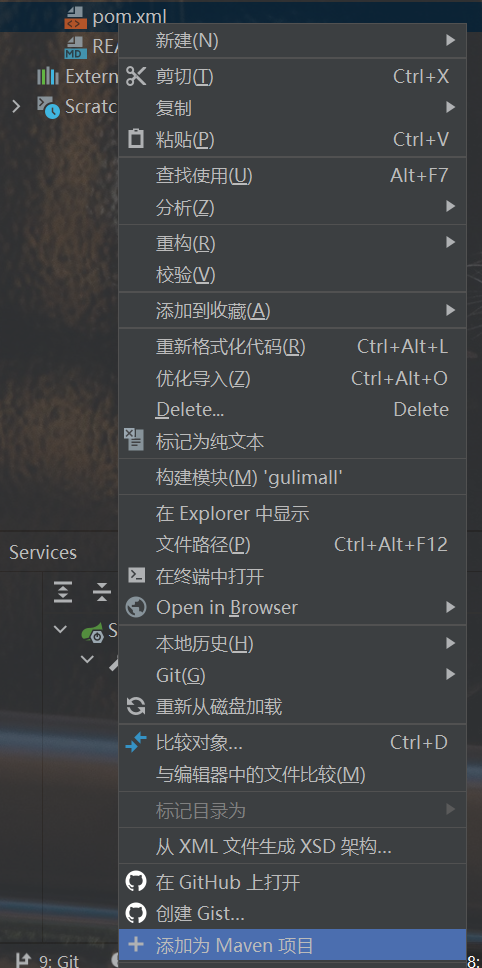 pom.xml
REA
新建(N)
Extern
剪切(T) Ctrl+X
Scratc
复制
粘贴(P) Ctrl+V
查找使用(U) Alt+F7
分析(Z)
重构(R)
校验(V)
添加到收藏(A)
重新格式化代码(R) Ctrl+Alt+L
优化导入(Z) Ctrl+Alt+O
Delete... Delete
标记为纯文本
构建模块(M) 'gulimall'
在 Explorer 中显示
文件路径(P) Ctrl+Alt+F12
Services
在终端中打开
Open in Browser
S
本地历史(H)
Git(G)
重新从磁盘加载
比较对象... Ctrl+D
与编辑器中的文件比较(M)
标记目录为
从 XML 文件生成 XSD 架构...
在 GitHub 上打开
创建 Gist...
添加为 Maven 项目
9: Git
8: